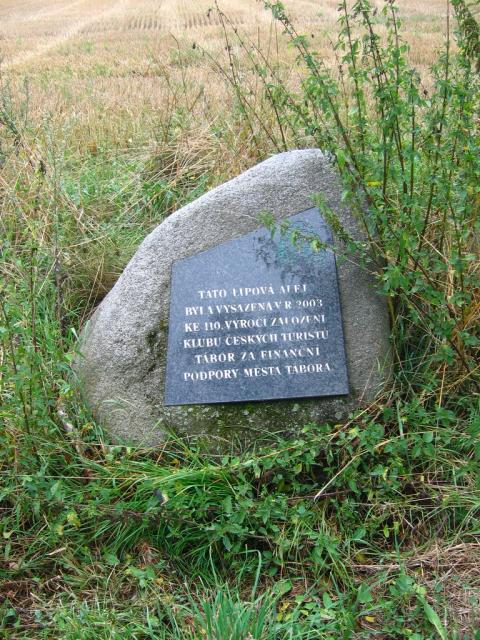 TATO LIPOVÁ ALEJ
BYLA VYSAZENA V R. 2003
KE 110. VÝROČÍ ZALOŽENÍ
KLUBU ČESKÝCH TURISTŮ
TÁBOR ZA FINANČNÍ
PODPORY MĚSTA TÁBORA